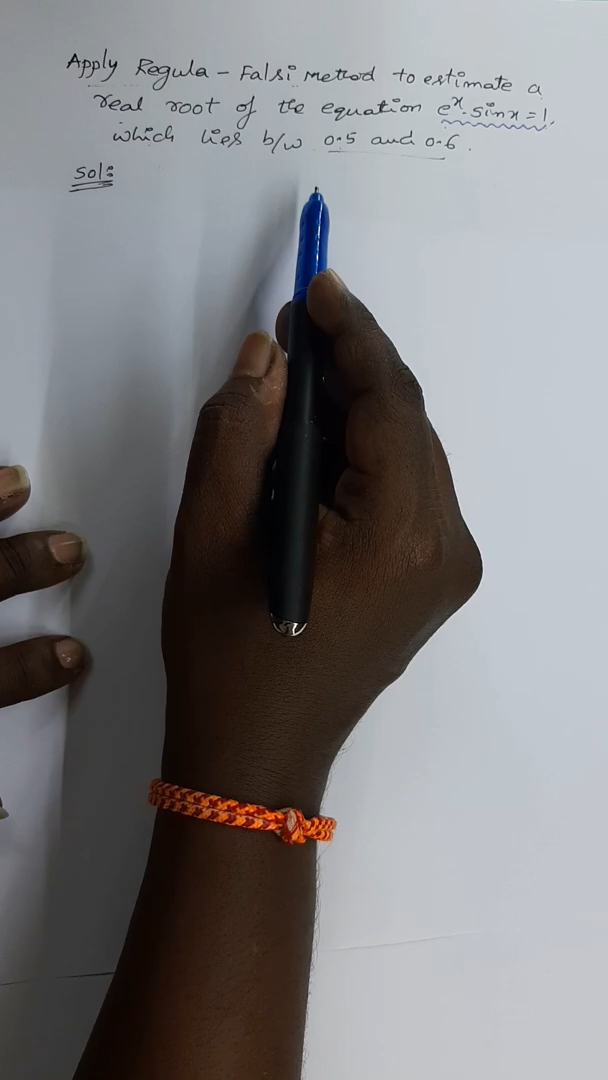 Apply Regula - Falsi method to estimate a
real root of the equation eˣ.sinx=1,
which lies b/w 0.5 and 0.6.
Sol: